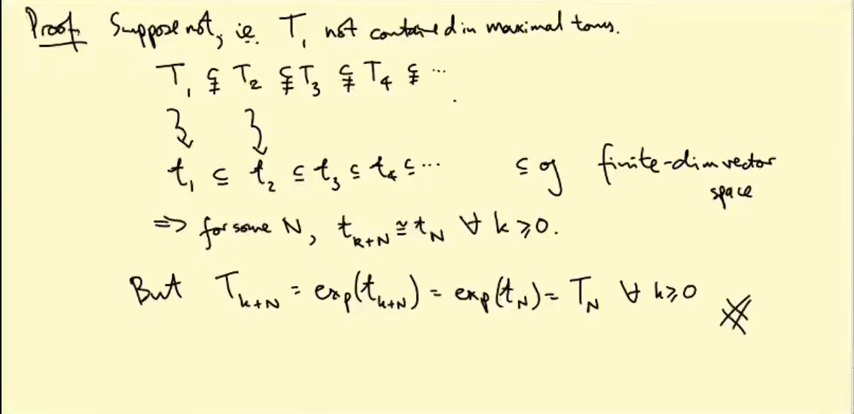 Proof Suppose not, i.e. T₁ not contained in maximal torus.
T₁ ⊊ T₂ ⊊ T₃ ⊊ T₄ ⊊ ...
t₁ ⊆ t₂ ⊆ t₃ ⊆ t₄ ⊆ ... ⊆ g finite-dim vector space
⇒ for some N, t_{k+N} ≅ t_N ∀ k ≥ 0.
But T_{k+N} = exp(t_{k+N}) = exp(t_N) = T_N ∀ k ≥ 0 ※